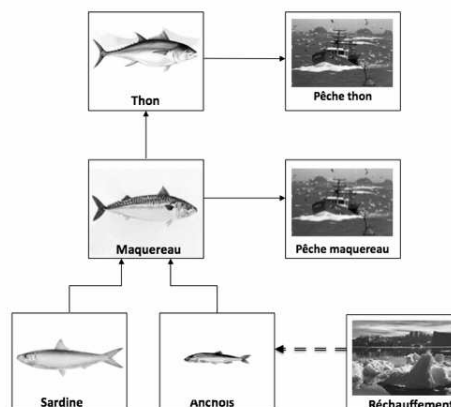 Thon
Pêche thon
Maquereau
Pêche maquereau
Sardine
Anchois
Réchauffement